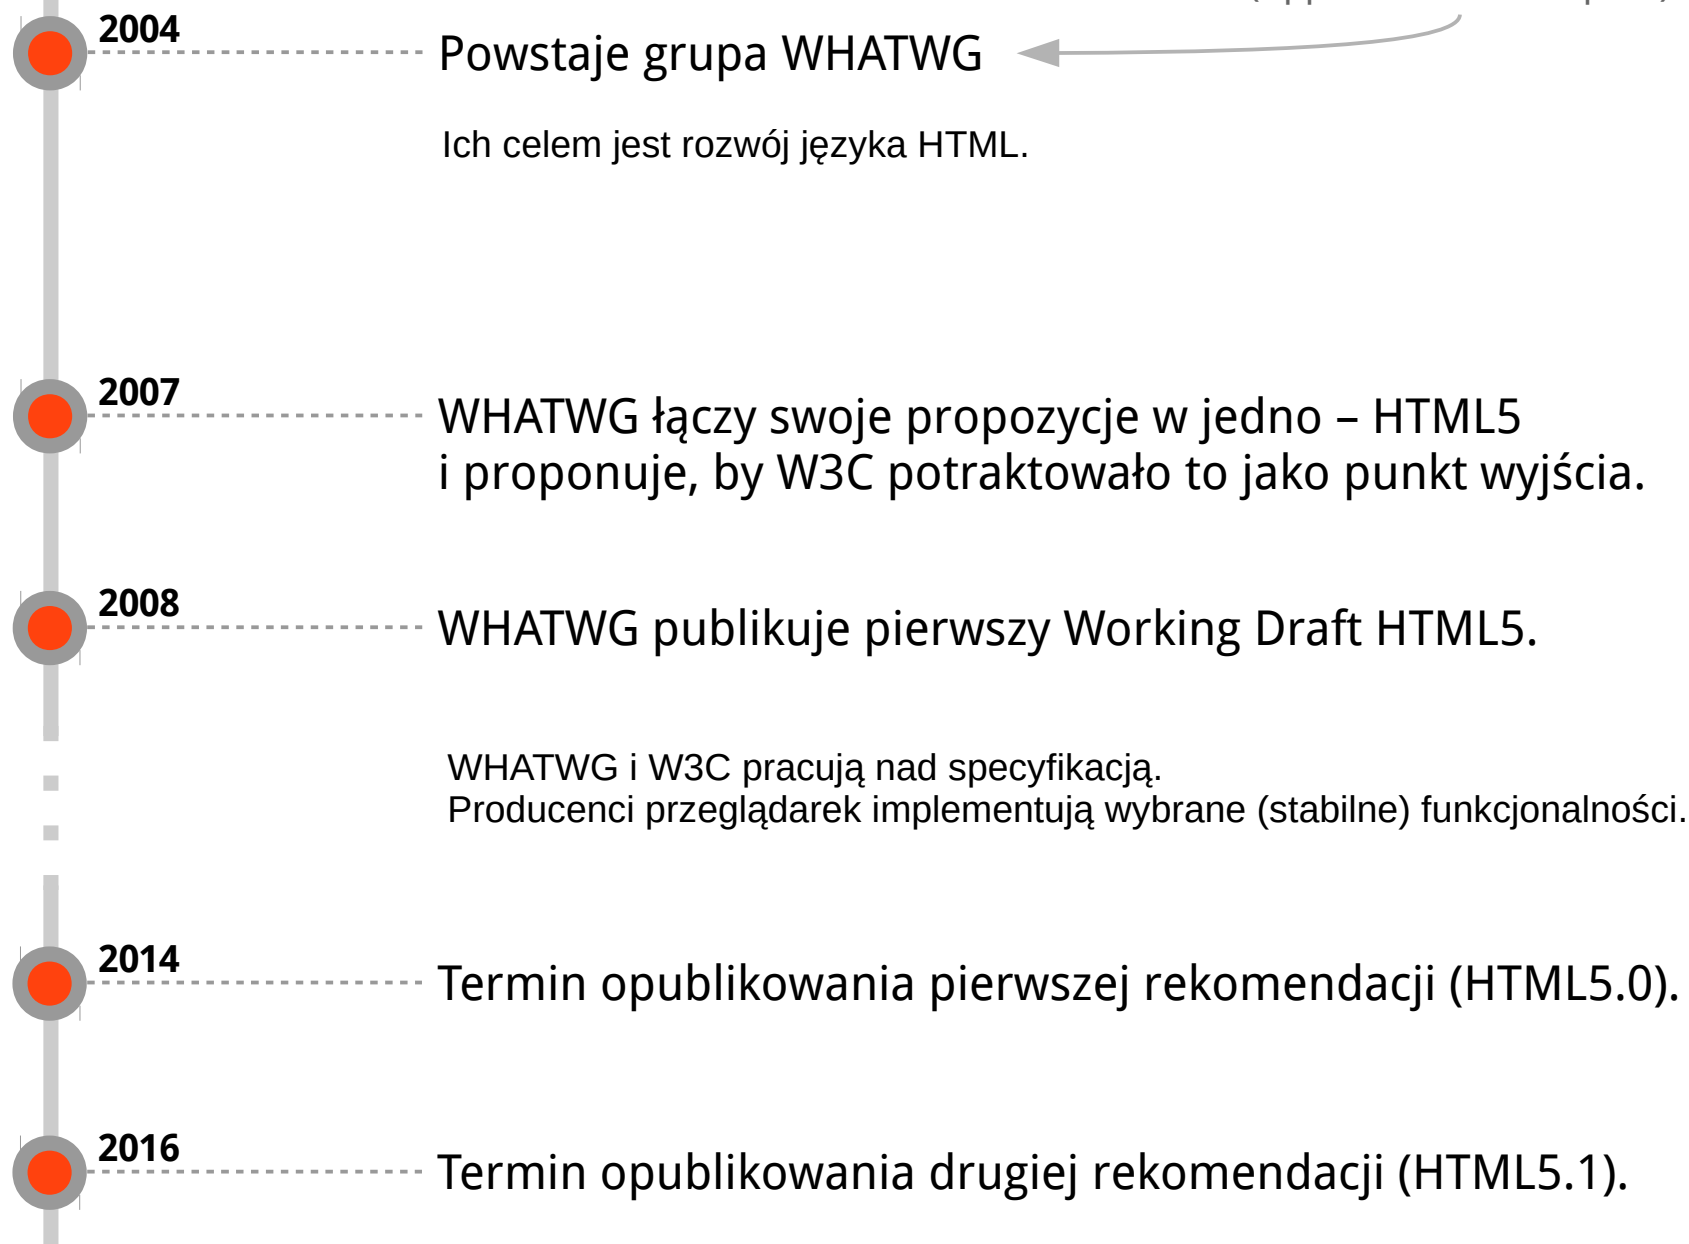 2004
Powstaje grupa WHATWG
Ich celem jest rozwój języka HTML.
2007
WHATWG łączy swoje propozycje w jedno – HTML5
i proponuje, by W3C potraktowało to jako punkt wyjścia.
2008
WHATWG publikuje pierwszy Working Draft HTML5.
WHATWG i W3C pracują nad specyfikacją.
Producenci przeglądarek implementują wybrane (stabilne) funkcjonalności.
2014
Termin opublikowania pierwszej rekomendacji (HTML5.0).
2016
Termin opublikowania drugiej rekomendacji (HTML5.1).